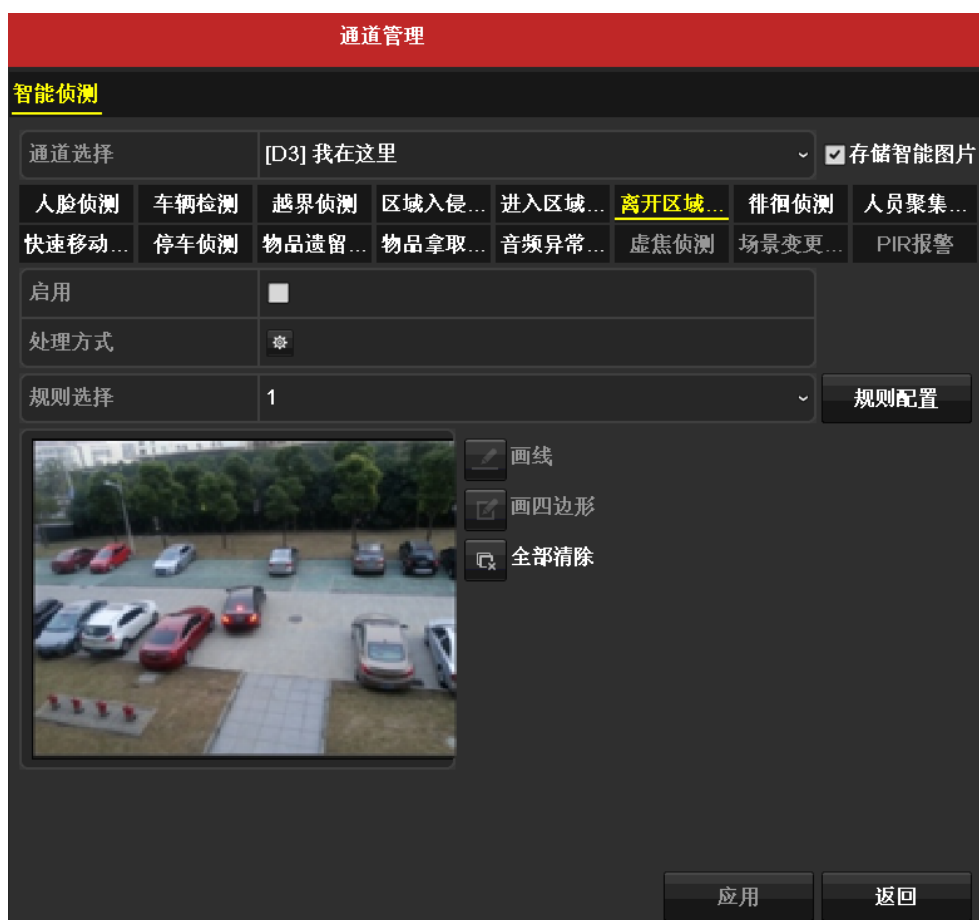 通道管理
智能侦测
通道选择 [D3] 我在这里 存储智能图片
人脸侦测 车辆检测 越界侦测 区域入侵... 进入区域... 离开区域... 徘徊侦测 人员聚集...
快速移动... 停车侦测 物品遗留... 物品拿取... 音频异常... 虚焦侦测 场景变更... PIR报警
启用
处理方式
规则选择 1 规则配置
画线
画四边形
全部清除
应用 返回